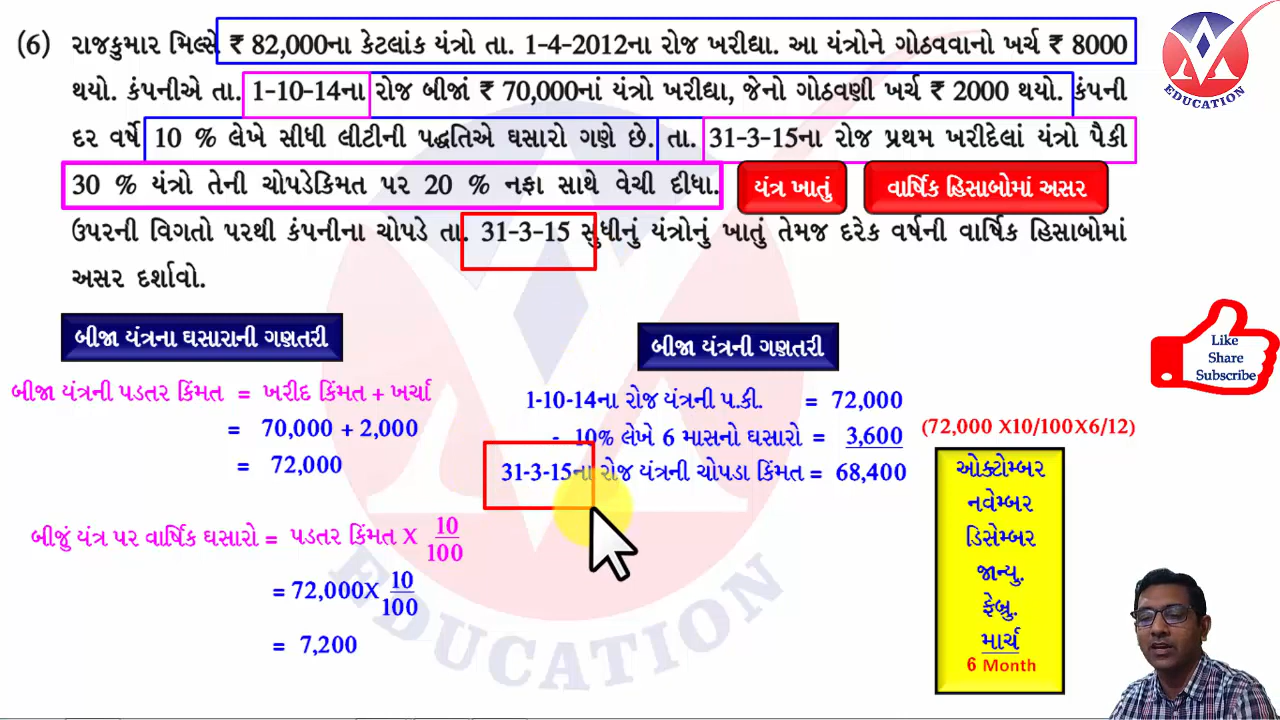 (6) રાજકુમાર મિલ્સે ₹ 82,000ના કેટલાંક યંત્રો તા. 1-4-2012ના રોજ ખરીદ્યા. આ યંત્રોને ગોઠવવાનો ખર્ચ ₹ 8000
થયો. કંપનીએ તા. 1-10-14ના રોજ બીજાં ₹ 70,000નાં યંત્રો ખરીદ્યા, જેનો ગોઠવણી ખર્ચ ₹ 2000 થયો. કંપની
દર વર્ષે 10 % લેખે સીધી લીટીની પદ્ધતિએ ઘસારો ગણે છે. તા. 31-3-15ના રોજ પ્રથમ ખરીદેલાં યંત્રો પૈકી
30 % યંત્રો તેની ચોપડેકિંમત પર 20 % નફા સાથે વેચી દીધા. યંત્ર ખાતું વાર્ષિક હિસાબોમાં અસર
ઉપરની વિગતો પરથી કંપનીના ચોપડે તા. 31-3-15 સુધીનું યંત્રોનું ખાતું તેમજ દરેક વર્ષની વાર્ષિક હિસાબોમાં
અસર દર્શાવો.
EDUCATION
Like
Share
Subscribe
બીજા યંત્રના ઘસારાની ગણતરી
બીજા યંત્રની પડતર કિંમત = ખરીદ કિંમત + ખર્ચા
= 70,000 + 2,000
= 72,000
બીજું યંત્ર પર વાર્ષિક ઘસારો = પડતર કિંમત X 10/100
= 72,000X 10/100
= 7,200
બીજા યંત્રની ગણતરી
1-10-14ના રોજ યંત્રની પ.કી. = 72,000
- 10% લેખે 6 માસનો ઘસારો = 3,600 (72,000 X10/100X6/12)
31-3-15ના રોજ યંત્રની ચોપડા કિંમત = 68,400
ઓક્ટોમ્બર
નવેમ્બર
ડિસેમ્બર
જાન્યુ.
ફેબ્રુ.
માર્ચ
6 Month
EDUCATION